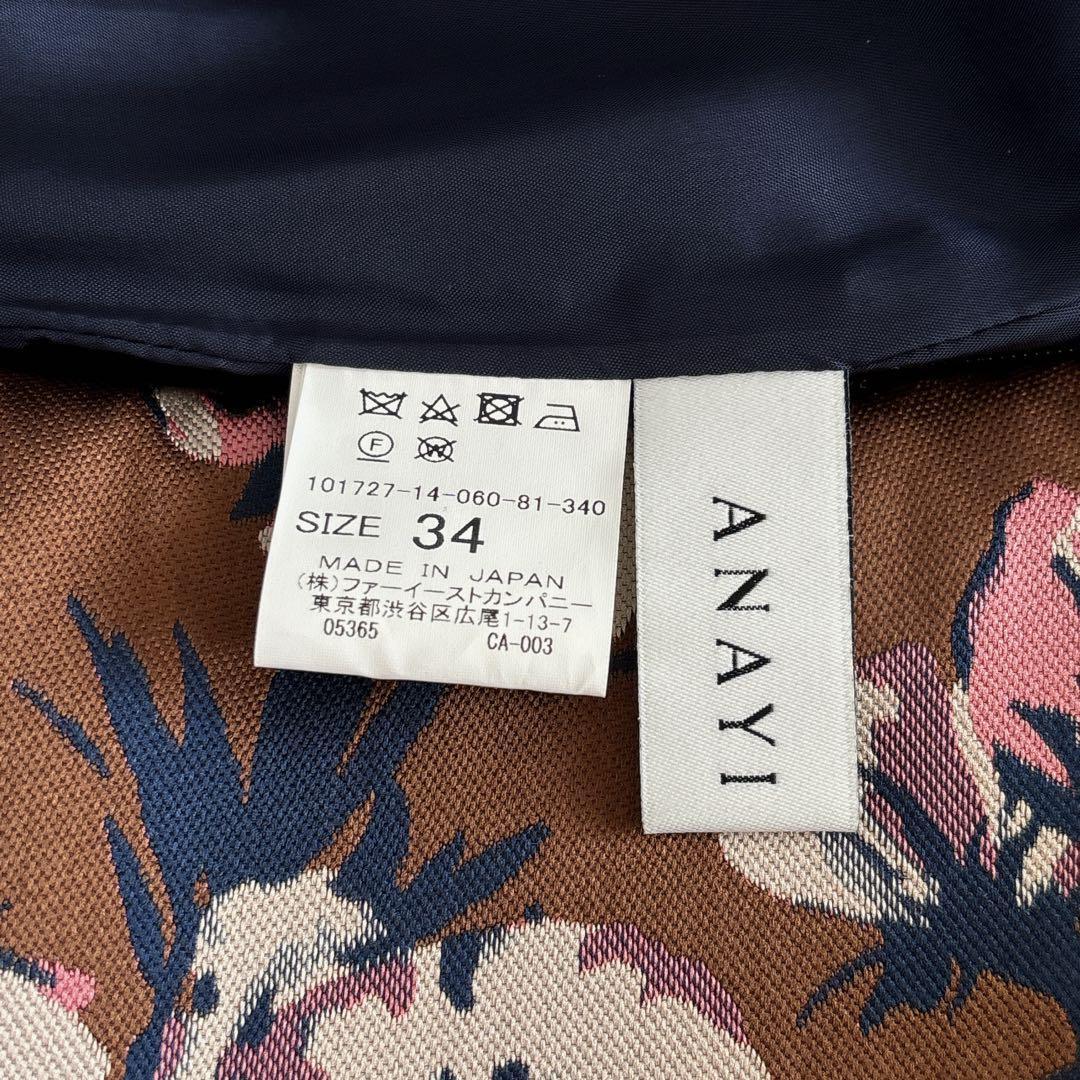 F W
101727-14-060-81-340
SIZE 34
MADE IN JAPAN
(株)ファーイーストカンパニー
東京都渋谷区広尾1-13-7
05365 CA-003
ANAYI